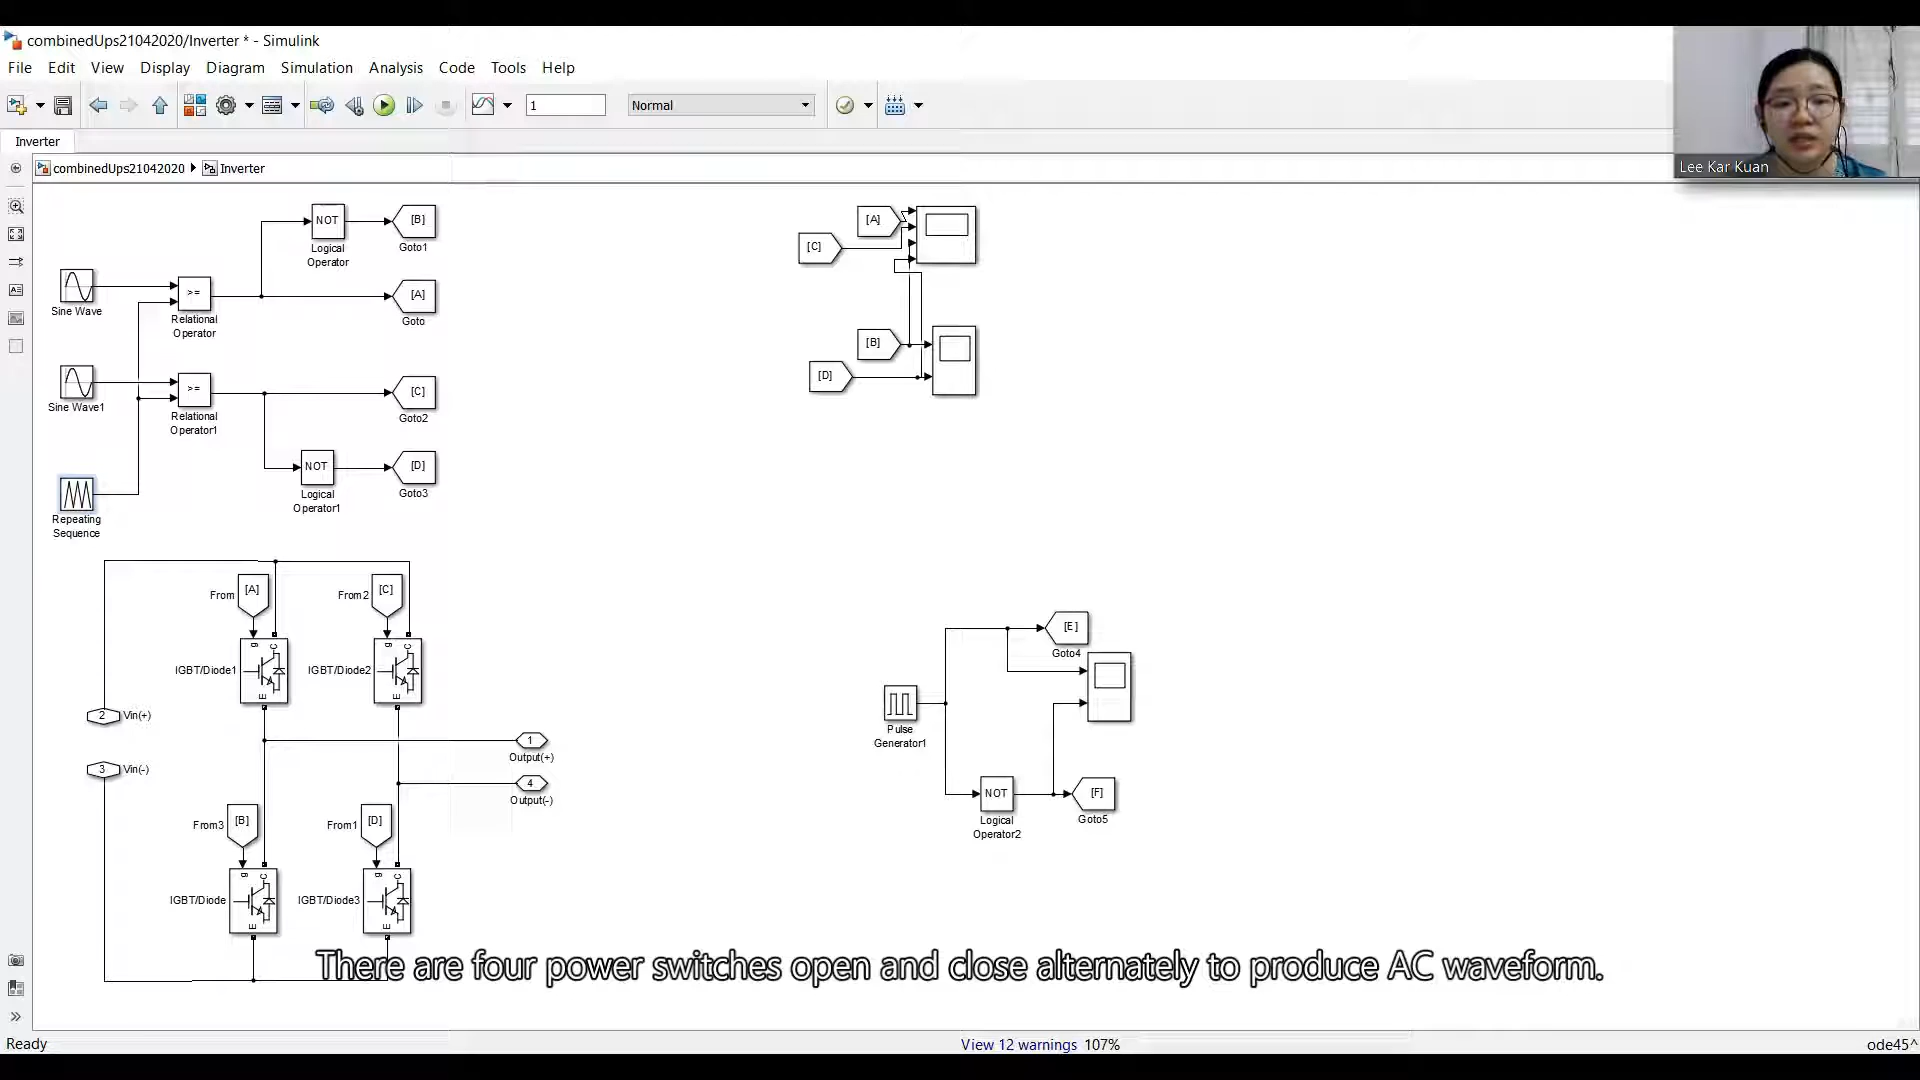 combinedUps21042020/Inverter * - Simulink
File Edit View Display Diagram Simulation Analysis Code Tools Help
1 Normal
Inverter
combinedUps21042020 Inverter
Lee Kar Kuan
NOT
Logical
Operator
[B]
Goto1
Sine Wave
>=
Relational
Operator
[A]
Goto
Sine Wave1
>=
Relational
Operator1
[C]
Goto2
NOT
Logical
Operator1
[D]
Goto3
Repeating
Sequence
[A]
[C]
[B]
[D]
From [A]
From2 [C]
g C
IGBT/Diode1
E
g C
IGBT/Diode2
E
2 Vin(+)
3 Vin(-)
1
Output(+)
4
Output(-)
From3 [B]
From1 [D]
g C
IGBT/Diode
E
g C
IGBT/Diode3
E
[E]
Goto4
Pulse
Generator1
NOT
Logical
Operator2
[F]
Goto5
There are four power switches open and close alternately to produce AC waveform.
Ready View 12 warnings 107% ode45^